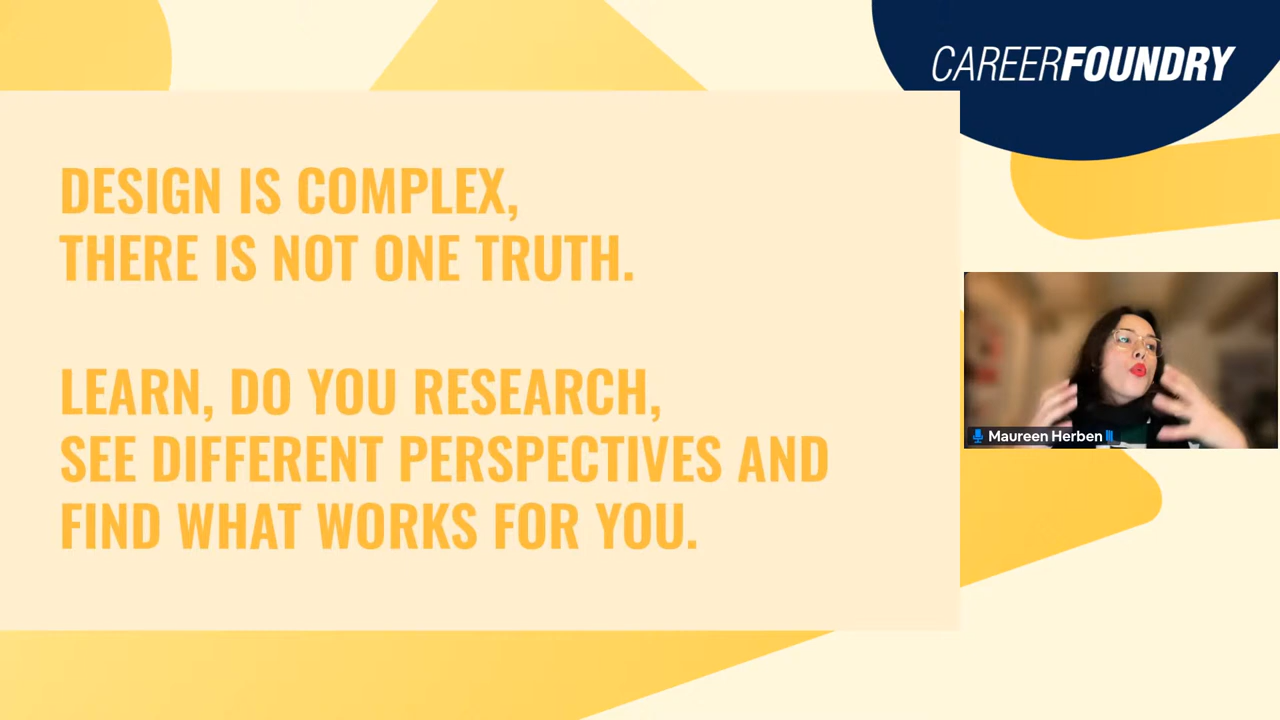 CAREERFOUNDRY
DESIGN IS COMPLEX,
THERE IS NOT ONE TRUTH.
LEARN, DO YOU RESEARCH,
SEE DIFFERENT PERSPECTIVES AND
FIND WHAT WORKS FOR YOU.
Maureen Herben